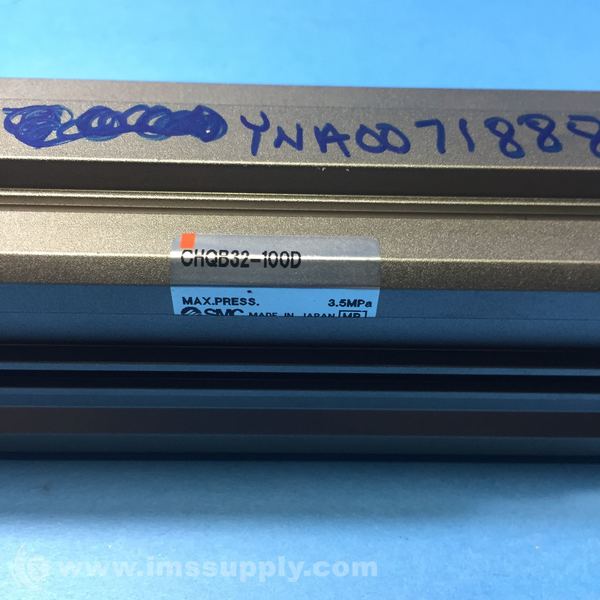 YNA0071888
CHQB32-100D
MAX.PRESS. 3.5MPa
SMC MADE IN JAPAN MP
www.imssupply.com